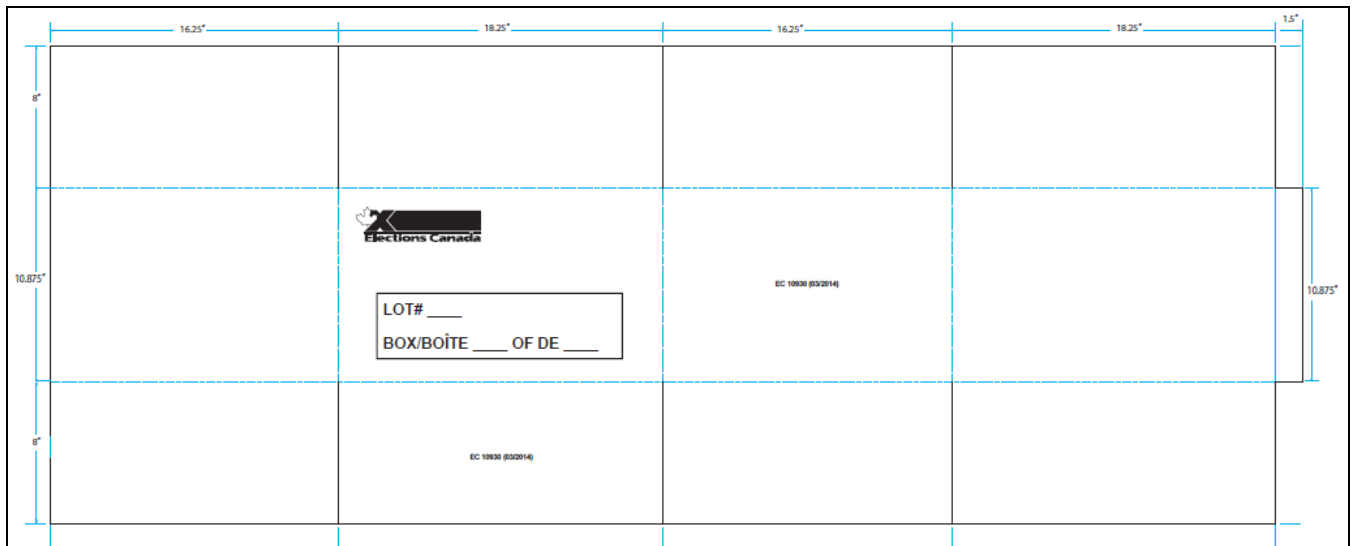 16.25" 18.25" 16.25" 18.25" 1.5"
8"
Elections Canada
10.875" EC 10930 (03/2014) 10.875"
LOT# ____
BOX/BOÎTE ____ OF DE ____
8"
EC 10930 (03/2014)